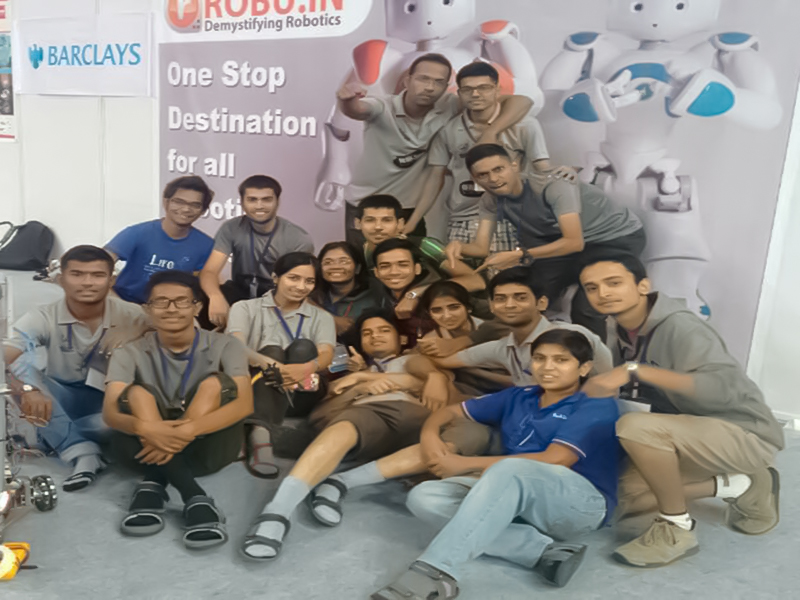 BARCLAYS
ROBO.IN
Demystifying Robotics
One Stop
Destination
for all